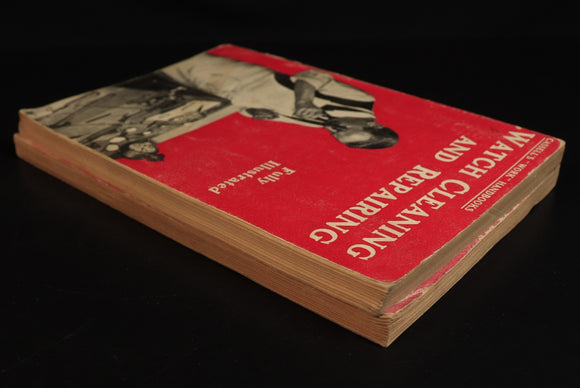 CASSELL'S "WORK" HANDBOOKS
WATCH CLEANING
AND REPAIRING
Fully
Illustrated